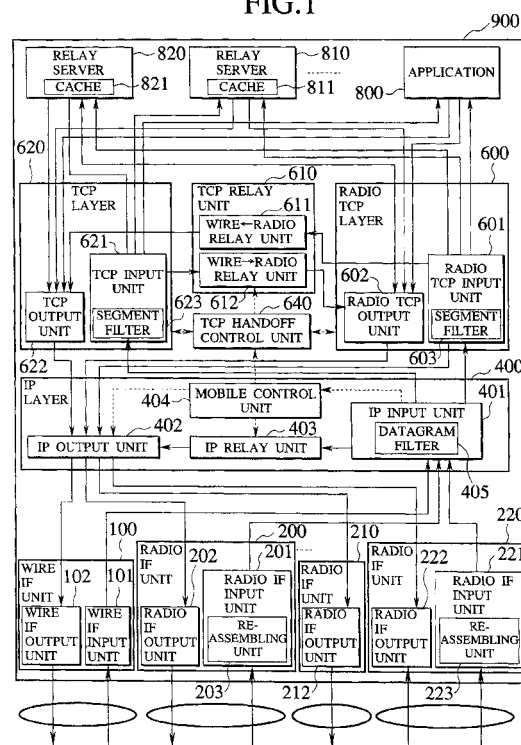 FIG.1
900
820
RELAY
SERVER
CACHE
821
810
RELAY
SERVER
CACHE
811
APPLICATION
800
620
TCP
LAYER
621
TCP INPUT
UNIT
SEGMENT
FILTER
623
TCP
OUTPUT
UNIT
622
610
TCP RELAY
UNIT
611
WIRE←RADIO
RELAY UNIT
WIRE→RADIO
RELAY UNIT
612
640
TCP HANDOFF
CONTROL UNIT
600
RADIO
TCP
LAYER
601
RADIO
TCP INPUT
UNIT
SEGMENT
FILTER
603
602
RADIO TCP
OUTPUT
UNIT
400
IP
LAYER
401
IP INPUT UNIT
DATAGRAM
FILTER
405
MOBILE CONTROL
UNIT
404
402
IP OUTPUT UNIT
403
IP RELAY UNIT
100
WIRE
IF
UNIT
102
101
WIRE
IF
OUTPUT
UNIT
WIRE IF
INPUT
UNIT
200
RADIO
IF
UNIT
202
201
RADIO
IF
OUTPUT
UNIT
RADIO IF
INPUT
UNIT
RE-
ASSEMBLING
UNIT
203
210
RADIO
IF
UNIT
RADIO
IF
OUTPUT
UNIT
212
220
RADIO
IF
UNIT
222
221
RADIO
IF
OUTPUT
UNIT
RADIO IF
INPUT
UNIT
RE-
ASSEMBLING
UNIT
223